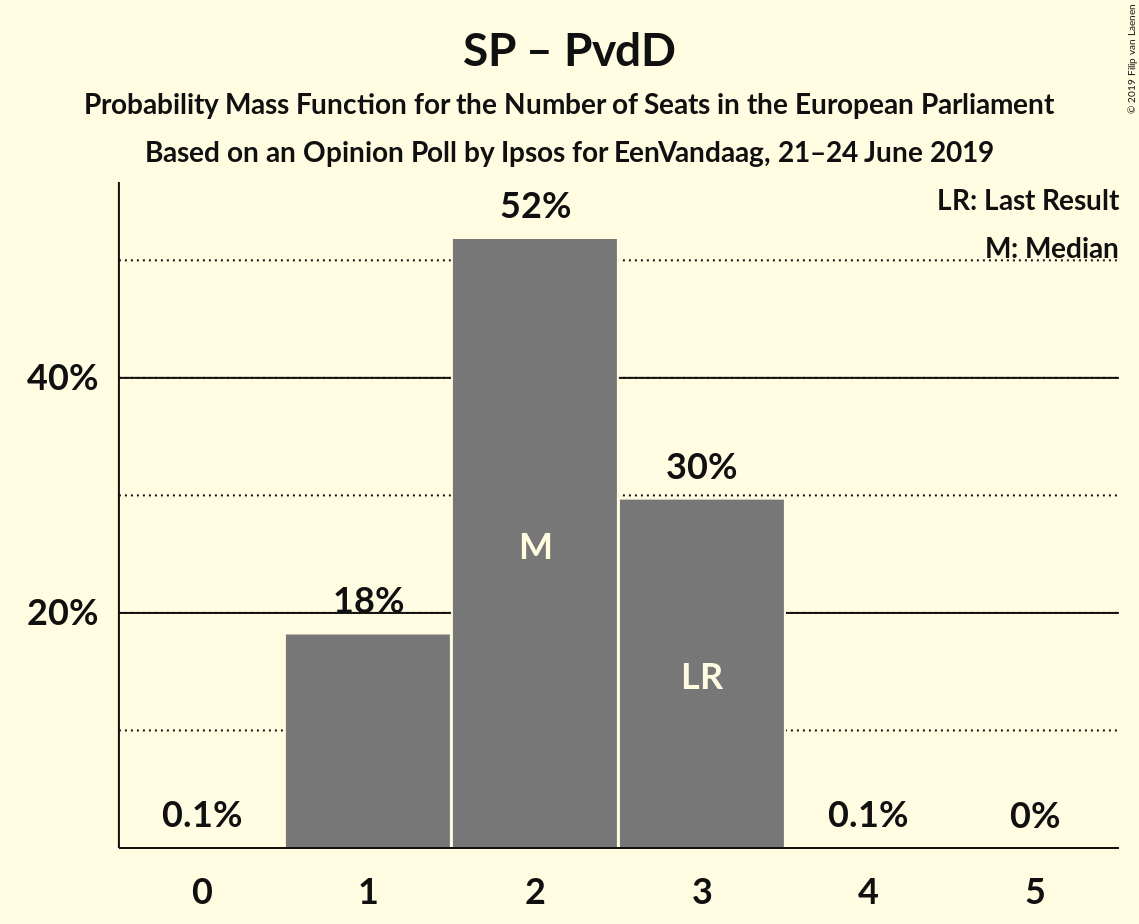 SP – PvdD
Probability Mass Function for the Number of Seats in the European Parliament
Based on an Opinion Poll by Ipsos for EenVandaag, 21–24 June 2019
© 2019 Filip van Laenen
LR: Last Result
M: Median
52%
40%
30%
M
18%
20%
LR
0.1%
0.1%
0%
0
1
2
3
4
5